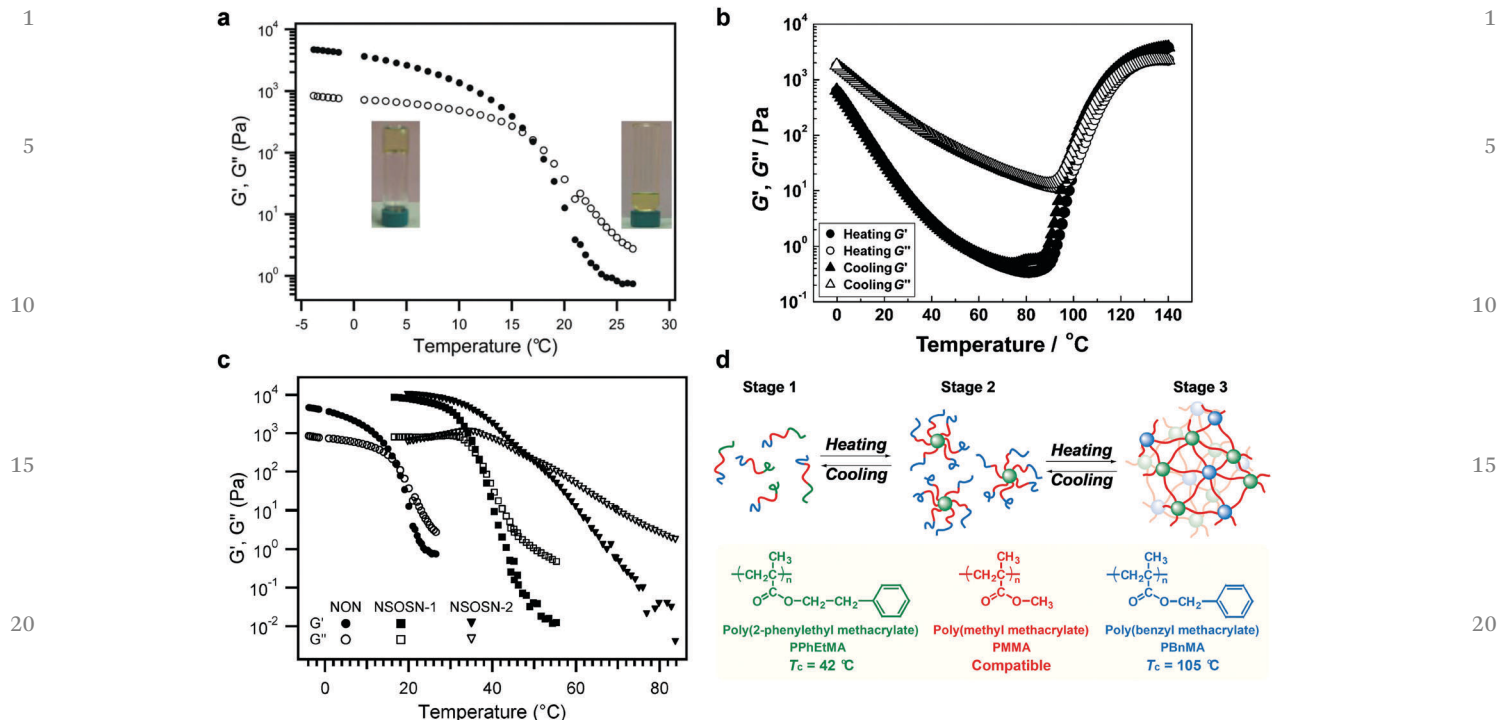 a
10⁴
10³
10²
10¹
10⁰
G', G" (Pa)
-5 0 5 10 15 20 25 30
Temperature (°C)
b
10⁴
10³
10²
10¹
10⁰
10⁻¹
G', G" / Pa
Heating G'
Heating G"
Cooling G'
Cooling G"
0 20 40 60 80 100 120 140
Temperature / °C
c
10⁴
10³
10²
10¹
10⁰
10⁻¹
10⁻²
G', G" (Pa)
NON NSOSN-1 NSOSN-2
G'
G"
0 20 40 60 80
Temperature (°C)
d
Stage 1 Stage 2 Stage 3
Heating
Cooling
Heating
Cooling
CH₃
CH₂C
n
O
O—CH₂—CH₂
Poly(2-phenylethyl methacrylate)
PPhEtMA
Tc = 42 °C
CH₃
CH₂C
n
O
O—CH₃
Poly(methyl methacrylate)
PMMA
Compatible
CH₃
CH₂C
n
O
O—CH₂
Poly(benzyl methacrylate)
PBnMA
Tc = 105 °C
1
5
10
15
20
1
5
10
15
20